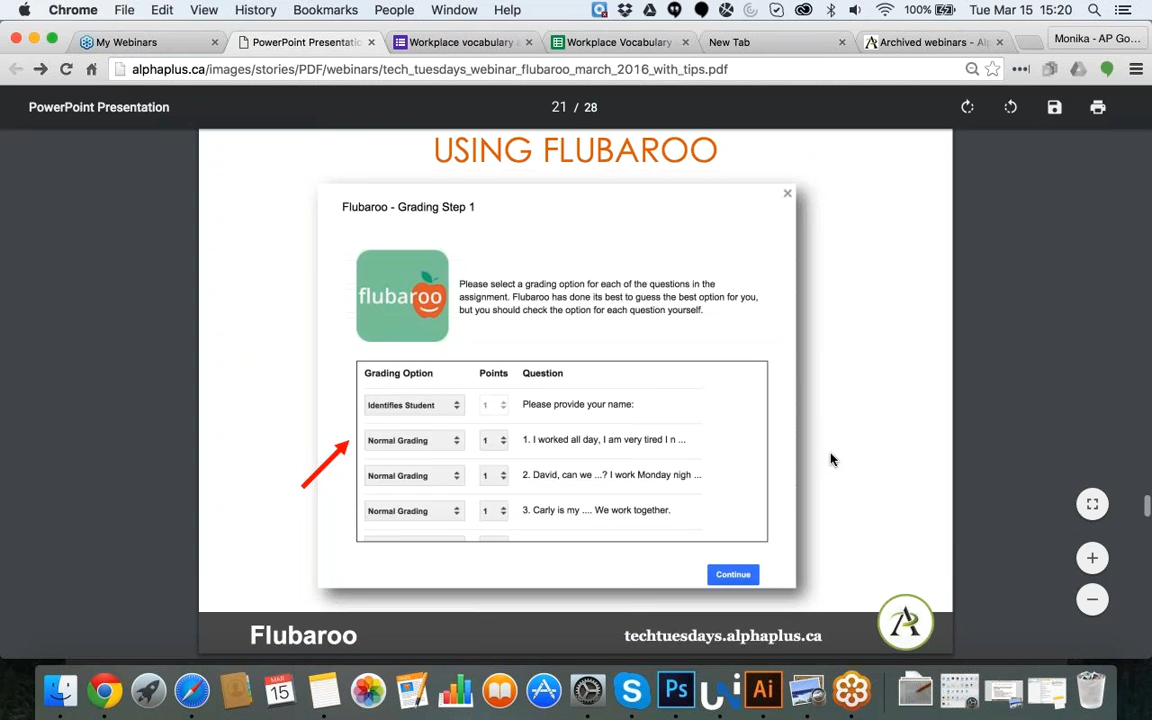 Chrome File Edit View History Bookmarks People Window Help 100% Tue Mar 15 15:20
My Webinars
PowerPoint Presentatio
Workplace vocabulary a
Workplace Vocabulary
New Tab
Archived webinars - Alp
Monika - AP Go...
alphaplus.ca/images/stories/PDF/webinars/tech_tuesdays_webinar_flubaroo_march_2016_with_tips.pdf
PowerPoint Presentation 21 / 28
USING FLUBAROO
Flubaroo - Grading Step 1
flubaroo
Please select a grading option for each of the questions in the
assignment. Flubaroo has done its best to guess the best option for you,
but you should check the option for each question yourself.
Grading Option Points Question
Identifies Student 1 Please provide your name:
Normal Grading 1 1. I worked all day, I am very tired I n ...
Normal Grading 1 2. David, can we ...? I work Monday nigh ...
Normal Grading 1 3. Carly is my .... We work together.
Continue
Flubaroo techtuesdays.alphaplus.ca
MAR
15
Ps Ai